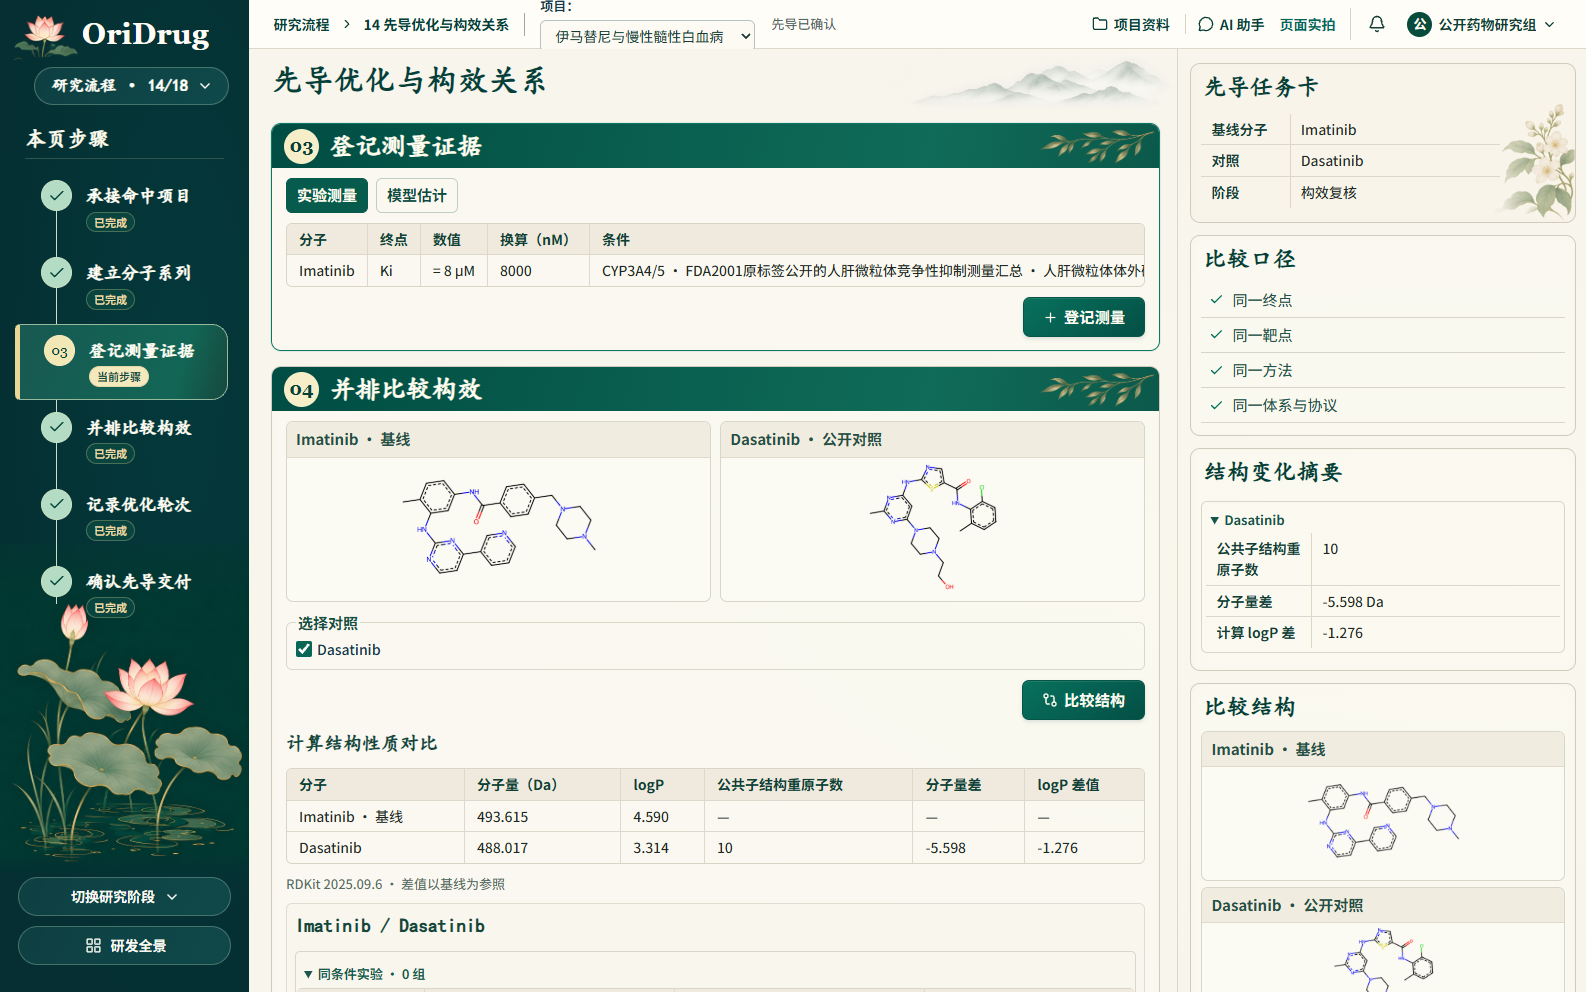 OriDrug
研究流程 • 14/18
本页步骤
承接命中项目
已完成
建立分子系列
已完成
03 登记测量证据
当前步骤
并排比较构效
已完成
记录优化轮次
已完成
确认先导交付
已完成
切换研究阶段
研发全景
研究流程 > 14 先导优化与构效关系
项目：
伊马替尼与慢性髓性白血病
先导已确认
项目资料
AI 助手
页面实拍
公 公开药物研究组
先导优化与构效关系
03 登记测量证据
实验测量 模型估计
分子 终点 数值 换算（nM） 条件
Imatinib Ki = 8 μM 8000 CYP3A4/5 • FDA2001原标签公开的人肝微粒体竞争性抑制测量汇总 • 人肝微粒体体外
+ 登记测量
04 并排比较构效
Imatinib • 基线
Dasatinib • 公开对照
选择对照
Dasatinib
比较结构
计算结构性质对比
分子 分子量（Da） logP 公共子结构重原子数 分子量差 logP 差值
Imatinib • 基线 493.615 4.590 — — —
Dasatinib 488.017 3.314 10 -5.598 -1.276
RDKit 2025.09.6 • 差值以基线为参照
Imatinib / Dasatinib
▼ 同条件实验 • 0 组
先导任务卡
基线分子 Imatinib
对照 Dasatinib
阶段 构效复核
比较口径
同一终点
同一靶点
同一方法
同一体系与协议
结构变化摘要
▼ Dasatinib
公共子结构重原子数 10
分子量差 -5.598 Da
计算 logP 差 -1.276
比较结构
Imatinib • 基线
Dasatinib • 公开对照